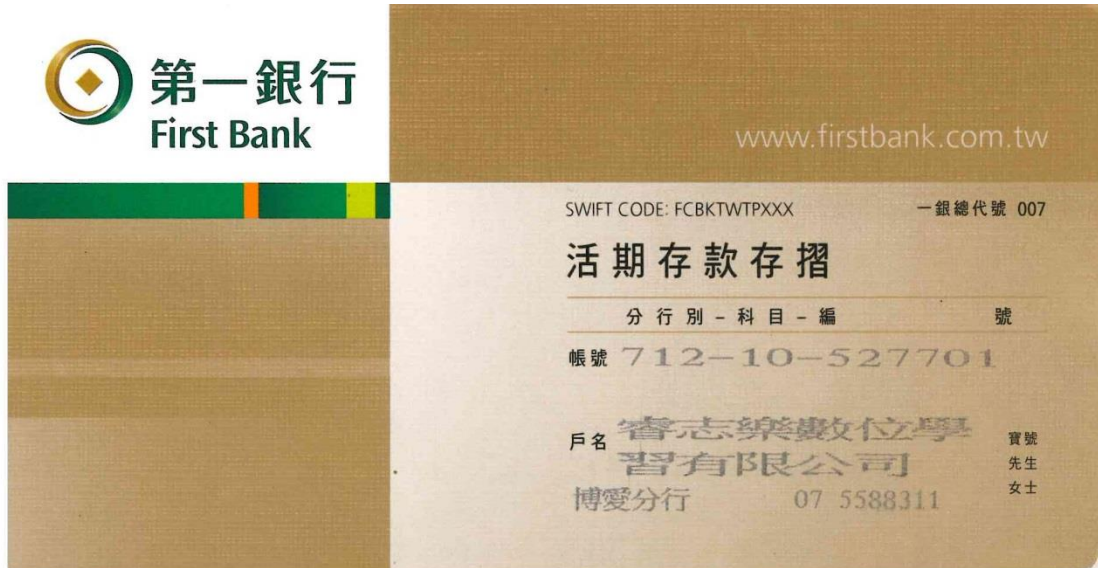 第一銀行
First Bank
www.firstbank.com.tw
SWIFT CODE: FCBKTWTPXXX 一銀總代號 007
活期存款存摺
分行別-科目-編 號
帳號 712-10-527701
戶名 睿志樂數位學
習有限公司
寶號
先生
女士
博愛分行 07 5588311